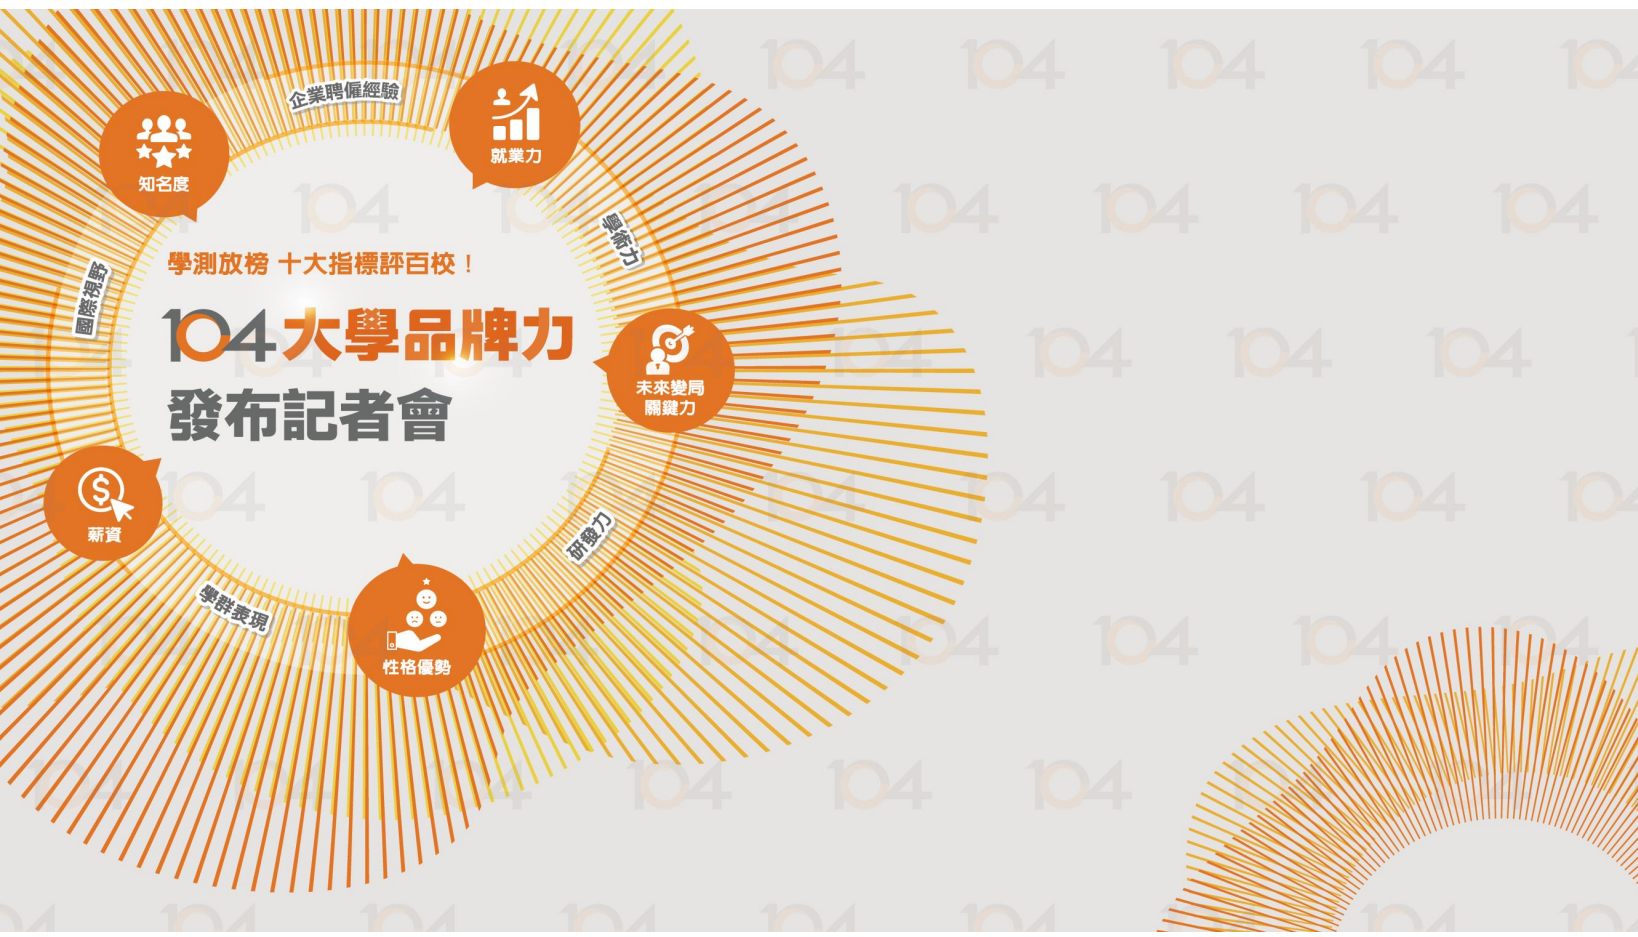 企業聘僱經驗
就業力
知名度
學術力
國際視野
學測放榜 十大指標評百校！
104大學品牌力
發布記者會
未來變局
關鍵力
薪資
研發力
學群表現
性格優勢